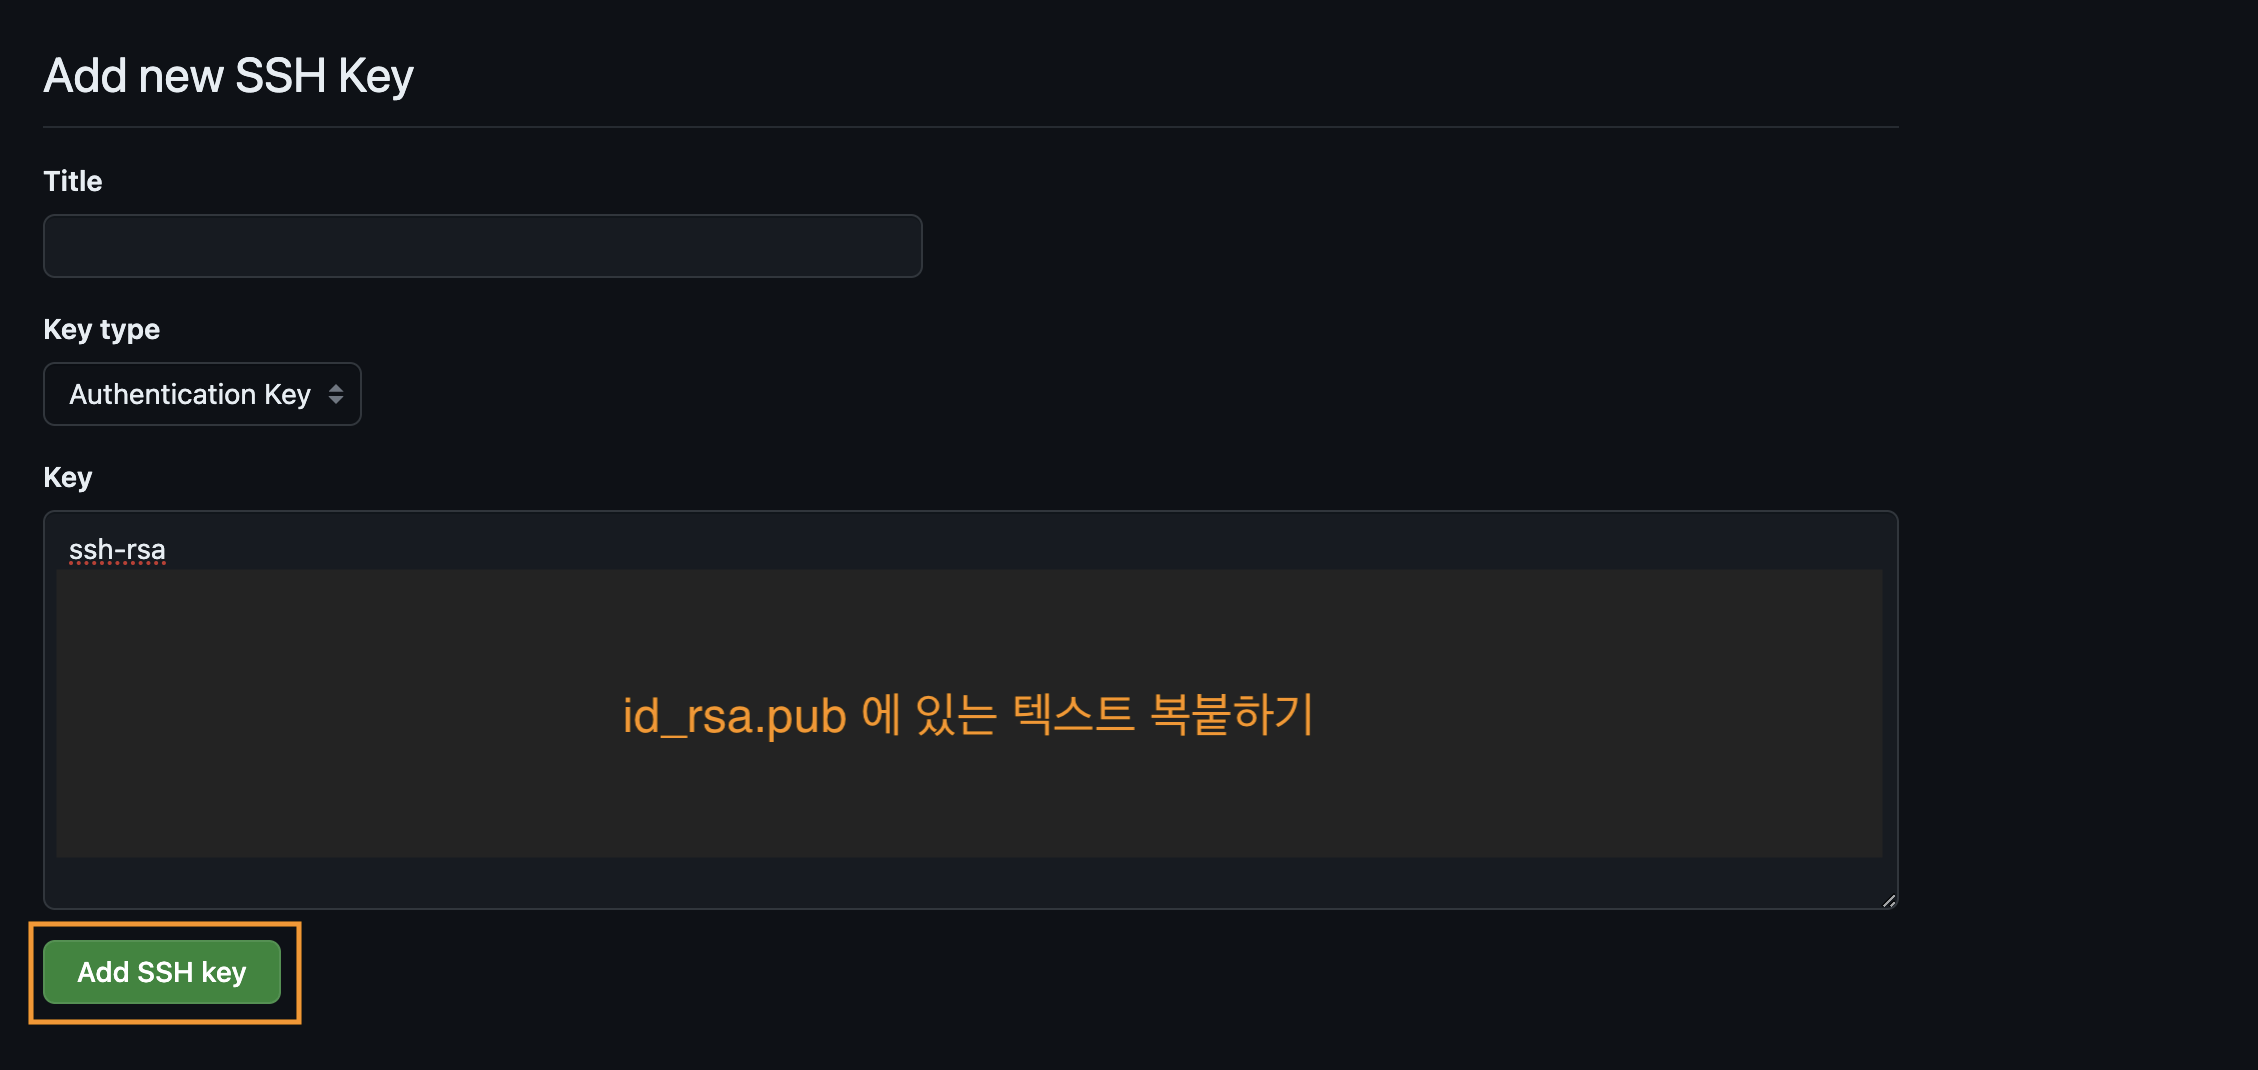 Add new SSH Key
Title
Key type
Authentication Key
Key
ssh-rsa
id_rsa.pub 에 있는 텍스트 복붙하기
Add SSH key